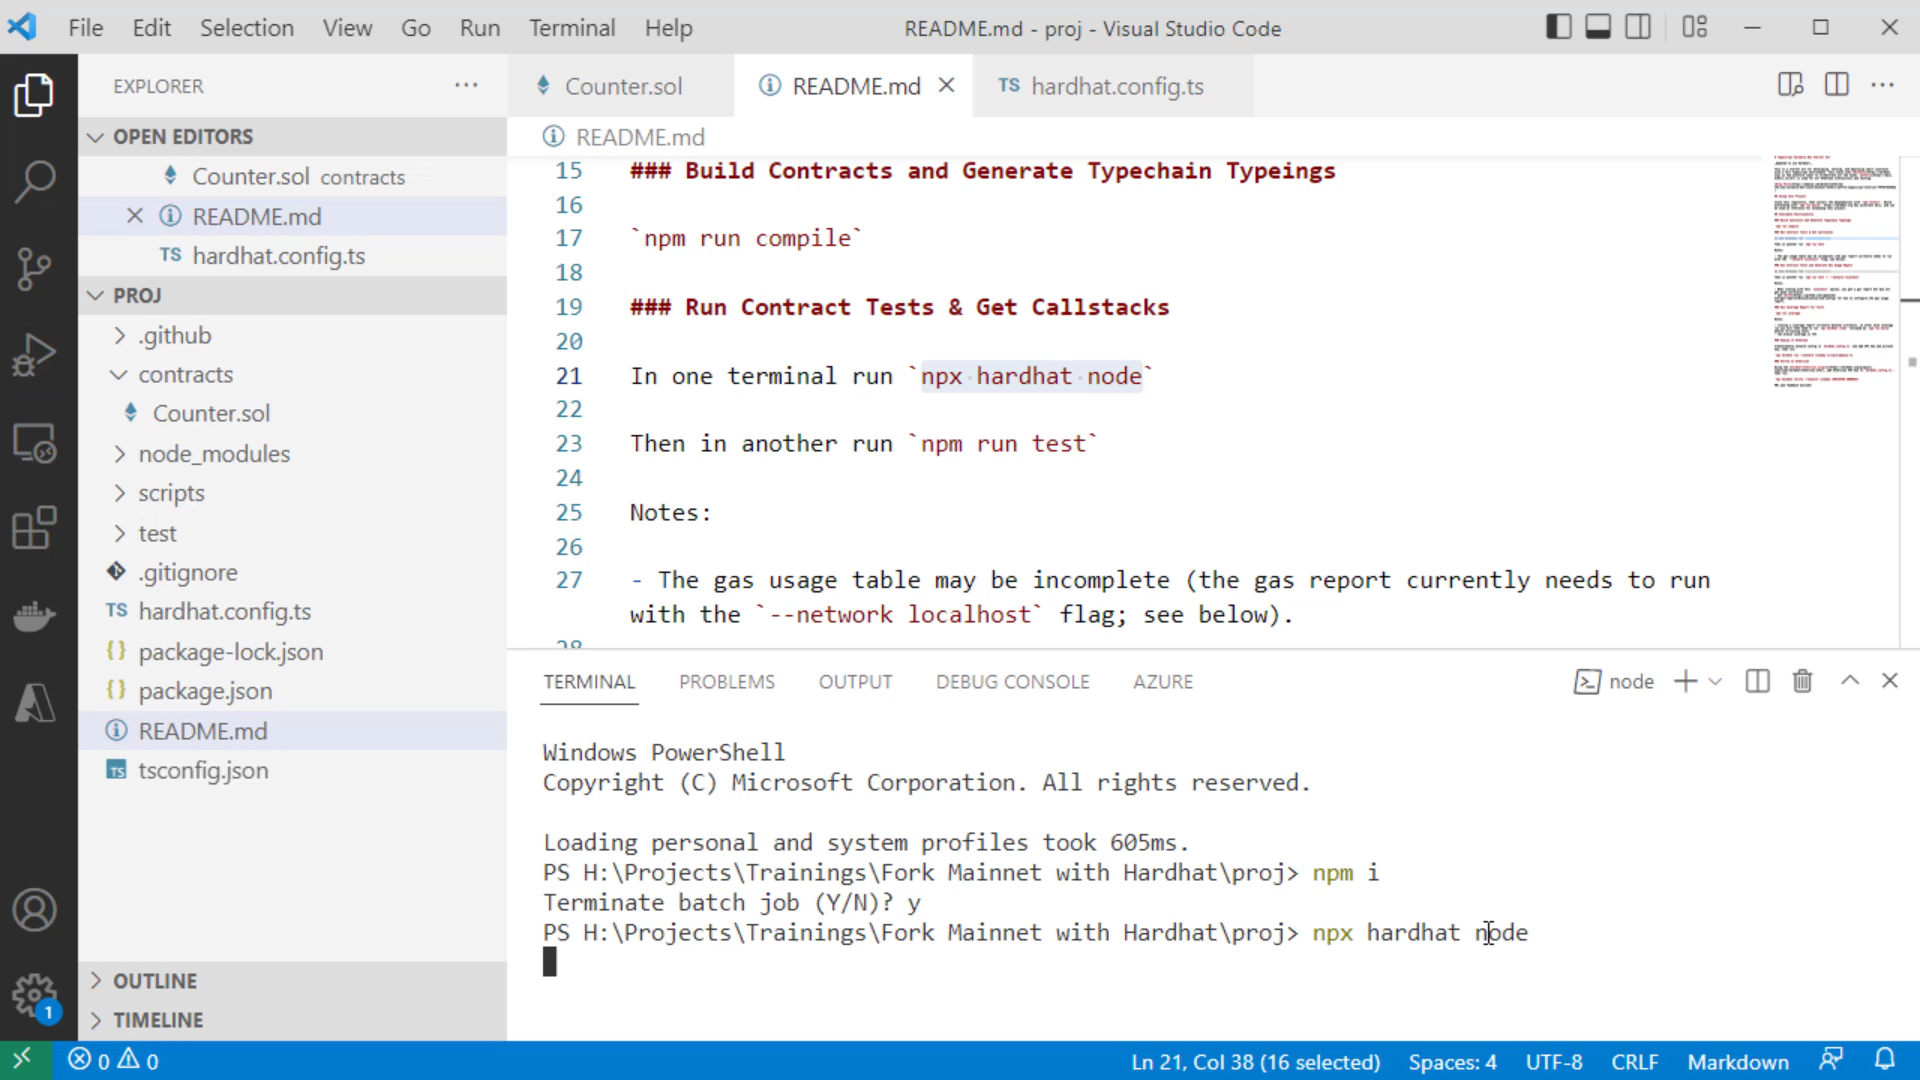 File Edit Selection View Go Run Terminal Help README.md - proj - Visual Studio Code
EXPLORER
OPEN EDITORS
Counter.sol contracts
README.md
TS hardhat.config.ts
PROJ
.github
contracts
Counter.sol
node_modules
scripts
test
.gitignore
TS hardhat.config.ts
{} package-lock.json
{} package.json
README.md
TS tsconfig.json
OUTLINE
TIMELINE
1
Counter.sol README.md TS hardhat.config.ts
README.md
15 ### Build Contracts and Generate Typechain Typeings
16
17 `npm run compile`
18
19 ### Run Contract Tests & Get Callstacks
20
21 In one terminal run `npx hardhat node`
22
23 Then in another run `npm run test`
24
25 Notes:
26
27 - The gas usage table may be incomplete (the gas report currently needs to run
with the `--network localhost` flag; see below).
28
TERMINAL PROBLEMS OUTPUT DEBUG CONSOLE AZURE node
Windows PowerShell
Copyright (C) Microsoft Corporation. All rights reserved.
Loading personal and system profiles took 605ms.
PS H:\Projects\Trainings\Fork Mainnet with Hardhat\proj> npm i
Terminate batch job (Y/N)? y
PS H:\Projects\Trainings\Fork Mainnet with Hardhat\proj> npx hardhat node
0 0 Ln 21, Col 38 (16 selected) Spaces: 4 UTF-8 CRLF Markdown